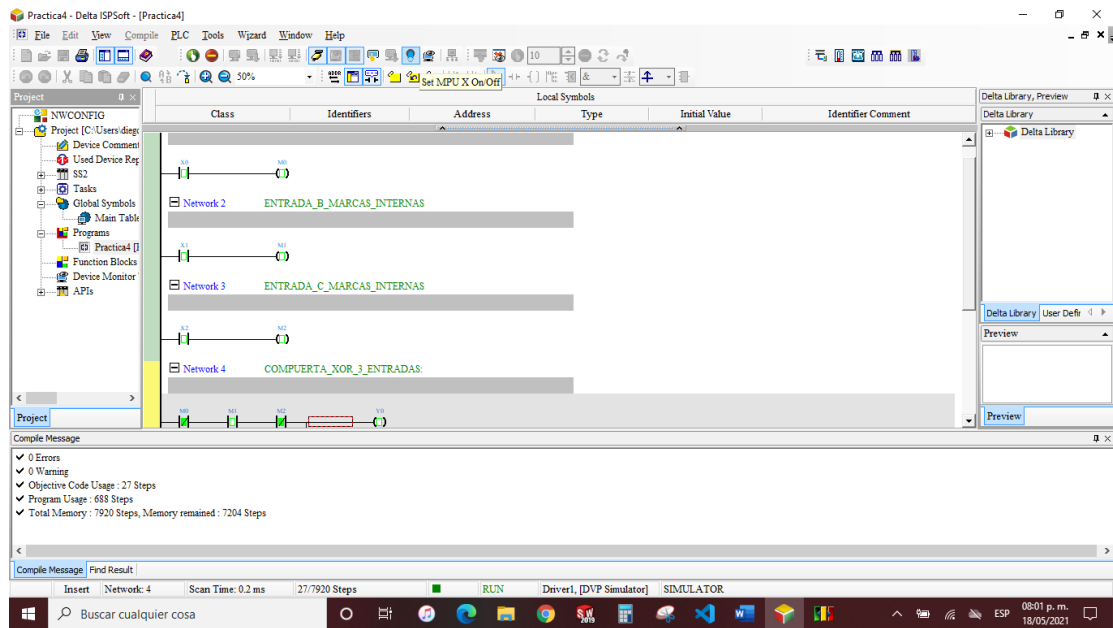 Practica4 - Delta ISPSoft - [Practica4]
File Edit View Compile PLC Tools Wizard Window Help
10
50%
Set MPU X On/Off
&
Project
NWCONFIG
Project [C:\Users\dieg
Device Comment
Used Device Rep
SS2
Tasks
Global Symbols
Main Table
Programs
Practica4 [
Function Blocks
Device Monitor
APIs
Project
Local Symbols
Class Identifiers Address Type Initial Value Identifier Comment
X0 M0
Network 2 ENTRADA_B_MARCAS_INTERNAS
X1 M1
Network 3 ENTRADA_C_MARCAS_INTERNAS
X2 M2
Network 4 COMPUERTA_XOR_3_ENTRADAS:
M0 M1 M2 Y0
Delta Library, Preview
Delta Library
Delta Library
Delta Library User Defir
Preview
Preview
Compile Message
0 Errors
0 Warning
Objective Code Usage : 27 Steps
Program Usage : 688 Steps
Total Memory : 7920 Steps, Memory remained : 7204 Steps
Compile Message Find Result
Insert Network: 4 Scan Time: 0.2 ms 27/7920 Steps RUN Driver1, [DVP Simulator] SIMULATOR
Buscar cualquier cosa
SW
2019
ESP
08:01 p. m.
18/05/2021